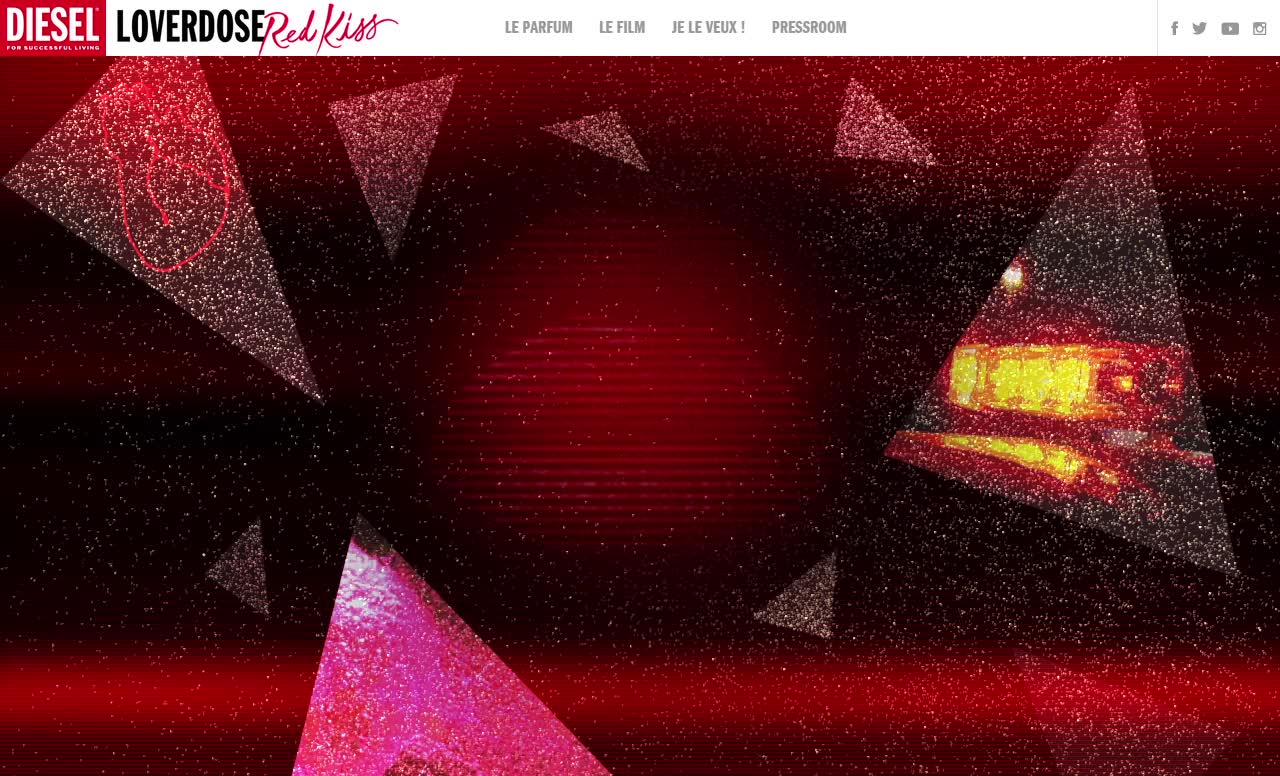 DIESEL
FOR SUCCESSFUL LIVING
LOVERDOSE Red Kiss
LE PARFUM LE FILM JE LE VEUX ! PRESSROOM